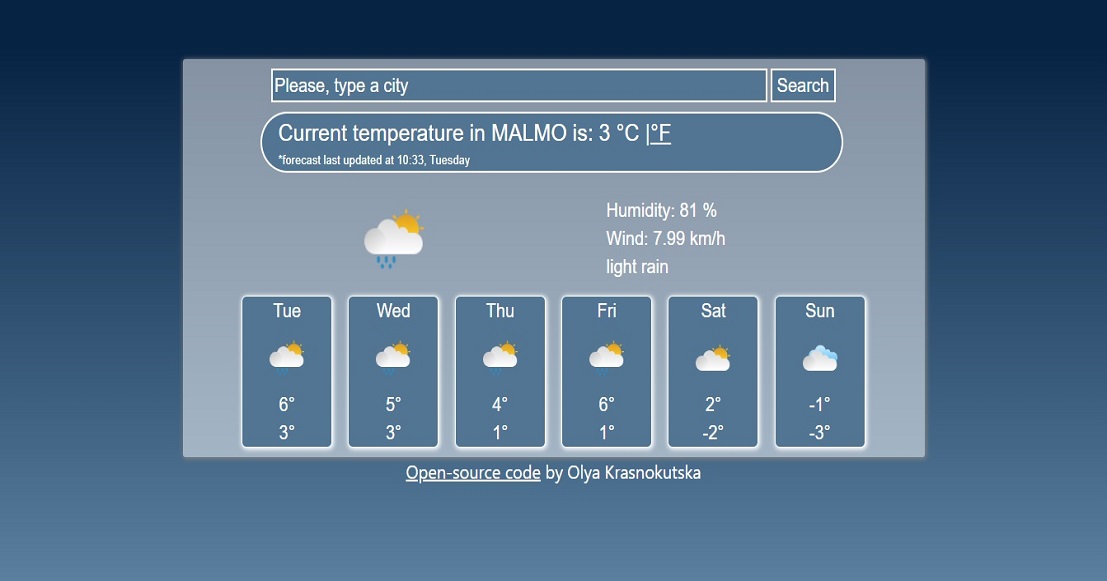 Please, type a city Search
Current temperature in MALMO is: 3 °C |°F
*forecast last updated at 10:33, Tuesday
Humidity: 81 %
Wind: 7.99 km/h
light rain
Tue Wed Thu Fri Sat Sun
6° 5° 4° 6° 2° -1°
3° 3° 1° 1° -2° -3°
Open-source code by Olya Krasnokutska